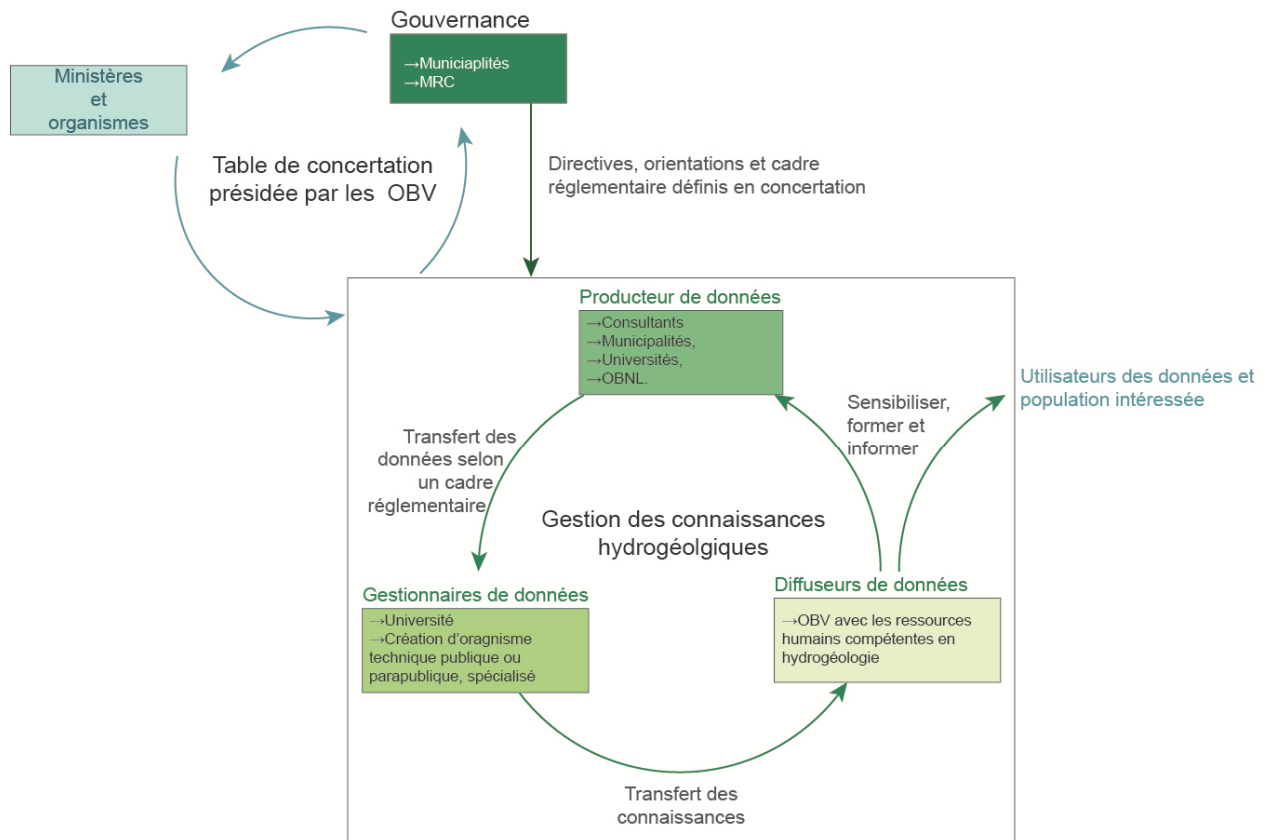 Gouvernance
→Municiaplités
→MRC
Ministères
et
organismes
Table de concertation
présidée par les OBV
Directives, orientations et cadre
réglementaire définis en concertation
Producteur de données
→Consultants
→Municipalités,
→Universités,
→OBNL.
Utilisateurs des données et
population intéressée
Sensibiliser,
former et
informer
Transfert des
données selon
un cadre
réglementaire
Gestion des connaissances
hydrogéolgiques
Gestionnaires de données
→Université
→Création d'oragnisme
technique publique ou
parapublique, spécialisé
Diffuseurs de données
→OBV avec les ressources
humains compétentes en
hydrogéologie
Transfert des
connaissances